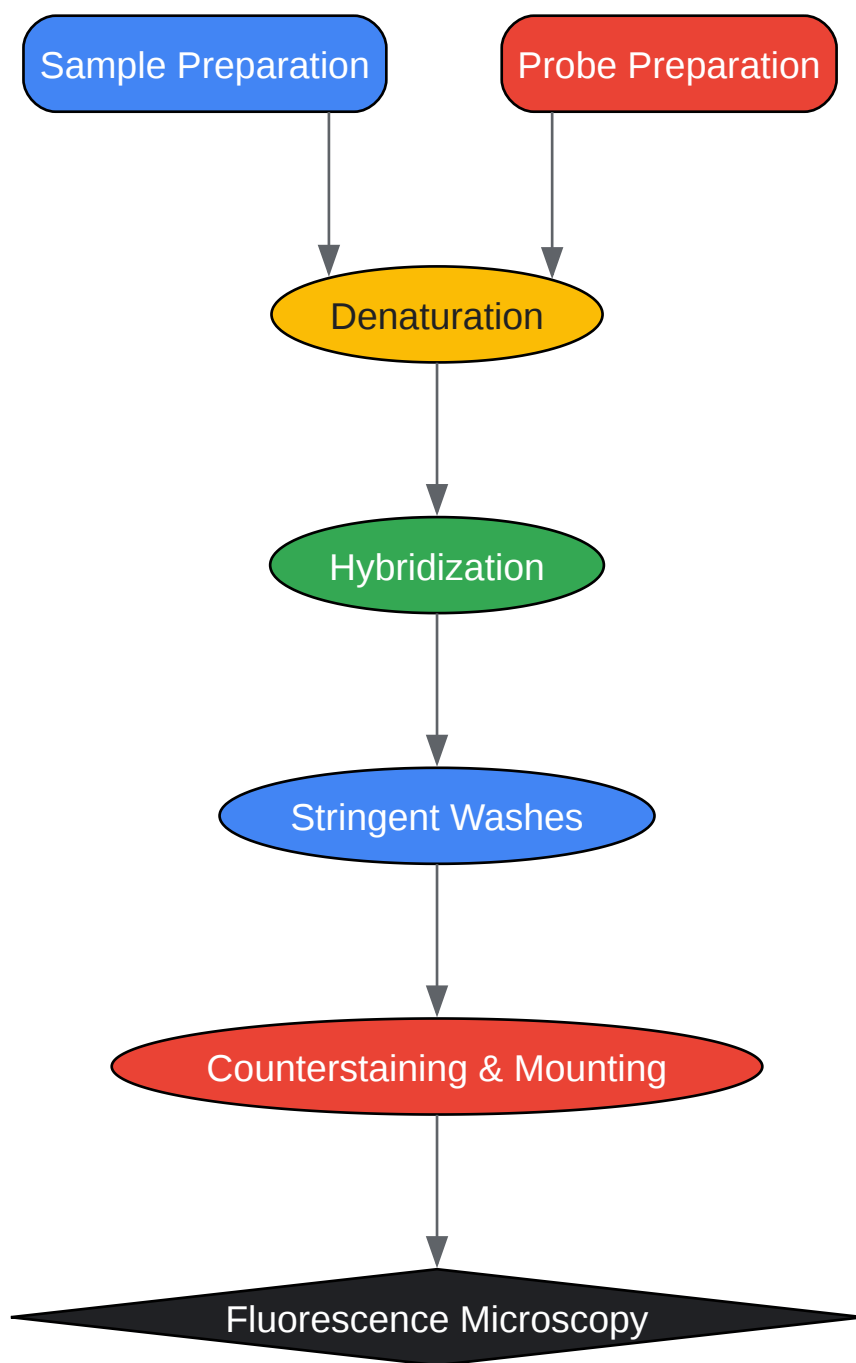 Sample Preparation
Probe Preparation
Denaturation
Hybridization
Stringent Washes
Counterstaining & Mounting
Fluorescence Microscopy